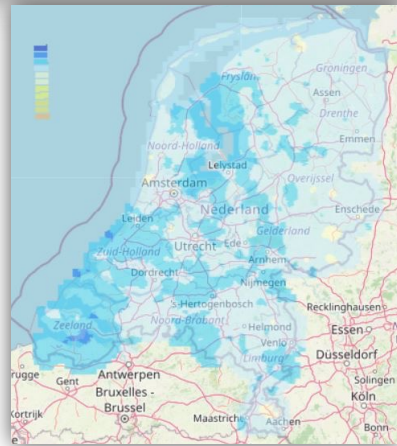 Groningen
Fryslân
Assen
Drenthe
Emmen
Noord-Holland
Lelystad
Overijssel
Amsterdam
Nederland
Enschede
Leiden
Gelderland
Utrecht
Ede
Zuid-Holland
Arnhem
Dordrecht
Nijmegen
's-Hertogenbosch
Recklinghausen
Zeeland
Noord-Brabant
Helmond
Essen
Venlo
Düsseldorf
Limburg
Antwerpen
Gent
Solingen
Bruxelles -
Brussel
Köln
Kortrijk
Maastricht
Aachen
Bonn